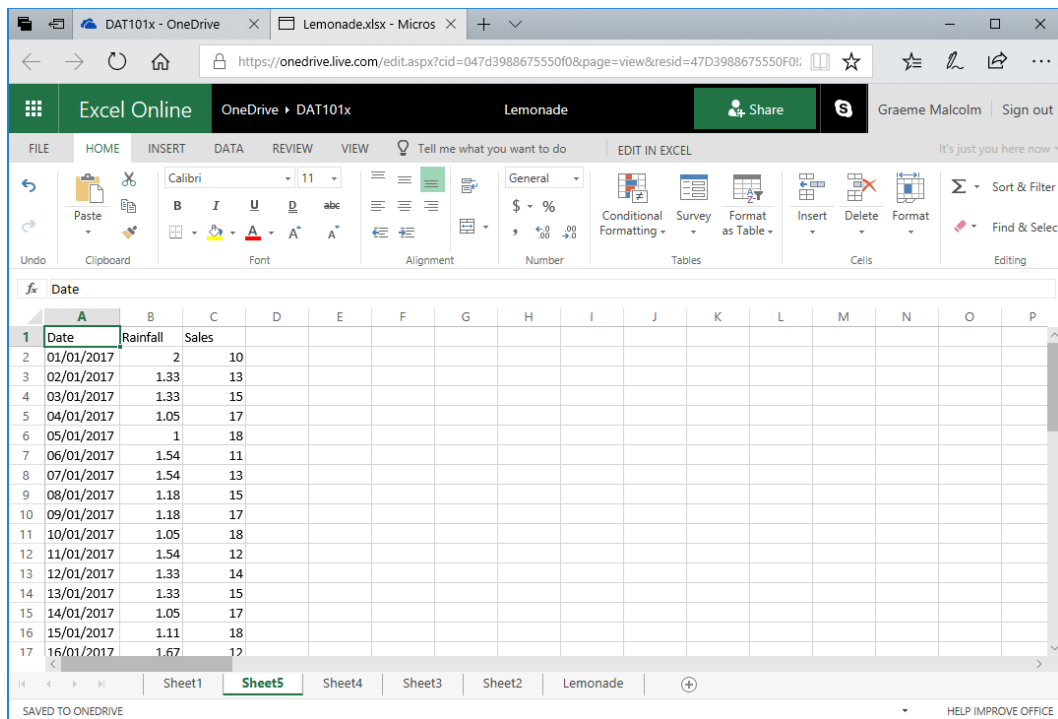 DAT101x - OneDrive
Lemonade.xlsx - Micros
https://onedrive.live.com/edit.aspx?cid=047d3988675550f0&page=view&resid=47D3988675550F0!
Excel Online
OneDrive ▸ DAT101x
Lemonade
Share
Graeme Malcolm
Sign out
FILE HOME INSERT DATA REVIEW VIEW Tell me what you want to do EDIT IN EXCEL It's just you here now
Calibri 11 General
Paste
B I U D abc
$ % 
Conditional Formatting
Survey
Format as Table
Insert
Delete
Format
Σ Sort & Filter
A A A
, .00 .00 .0
Find & Selec
Undo Clipboard Font Alignment Number Tables Cells Editing
fx Date
A B C D E F G H I J K L M N O P
1 Date Rainfall Sales
2 01/01/2017 2 10
3 02/01/2017 1.33 13
4 03/01/2017 1.33 15
5 04/01/2017 1.05 17
6 05/01/2017 1 18
7 06/01/2017 1.54 11
8 07/01/2017 1.54 13
9 08/01/2017 1.18 15
10 09/01/2017 1.18 17
11 10/01/2017 1.05 18
12 11/01/2017 1.54 12
13 12/01/2017 1.33 14
14 13/01/2017 1.33 15
15 14/01/2017 1.05 17
16 15/01/2017 1.11 18
17 16/01/2017 1.67 12
Sheet1 Sheet5 Sheet4 Sheet3 Sheet2 Lemonade
SAVED TO ONEDRIVE
HELP IMPROVE OFFICE